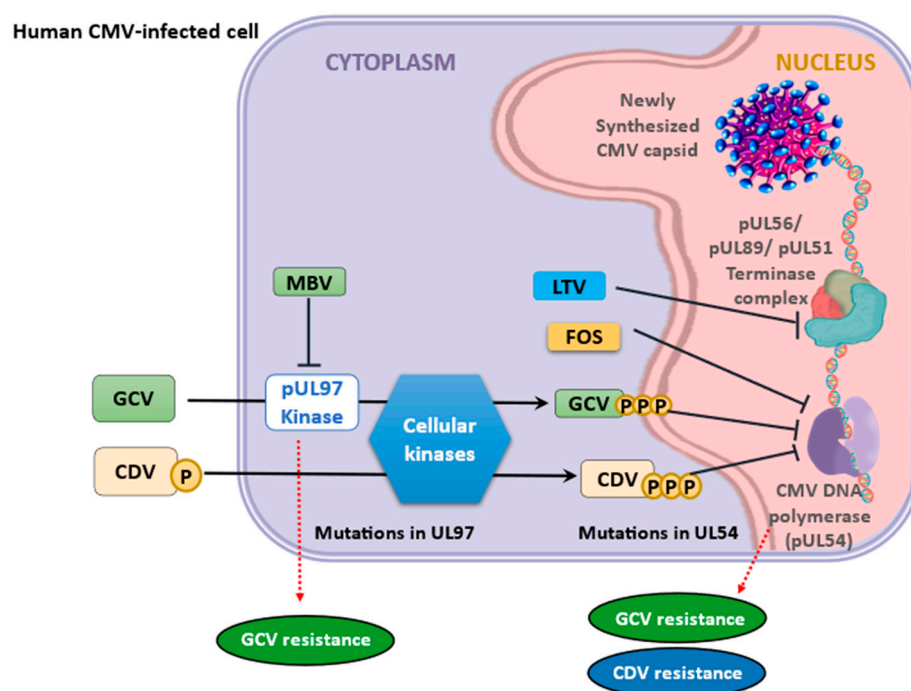 Human CMV-infected cell
CYTOPLASM
NUCLEUS
Newly
Synthesized
CMV capsid
pUL56/
pUL89/ pUL51
Terminase
complex
MBV
LTV
FOS
GCV
pUL97
Kinase
Cellular
kinases
GCV
P P P
CDV
P
CDV
P P P
CMV DNA
polymerase
(pUL54)
Mutations in UL97
Mutations in UL54
GCV resistance
GCV resistance
CDV resistance